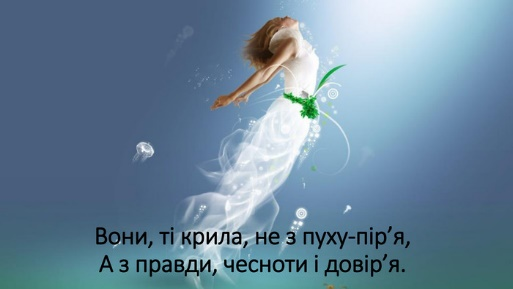 Вони, ті крила, не з пуху-пір’я,
А з правди, чесноти і довір’я.